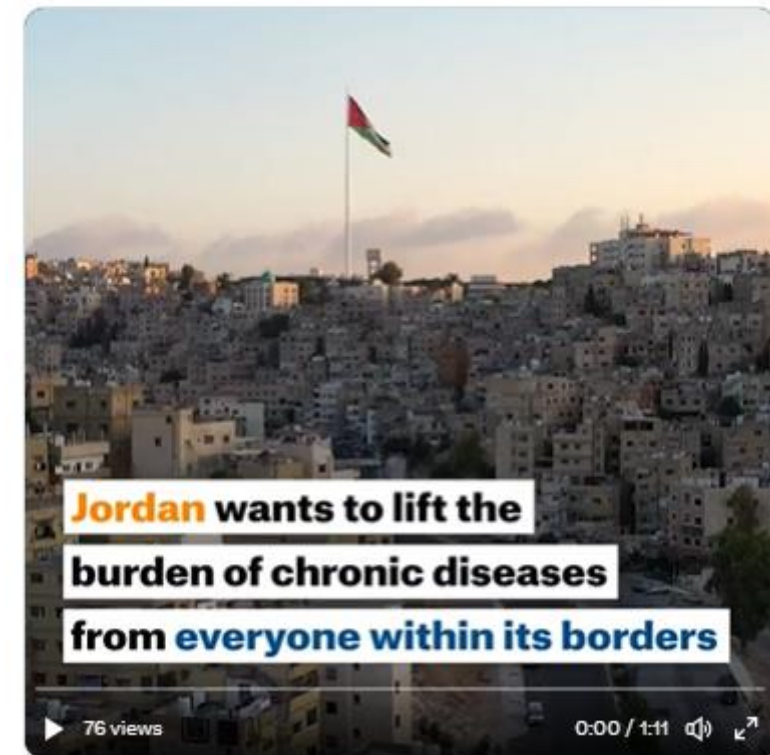 Jordan wants to lift the
burden of chronic diseases
from everyone within its borders
76 views 0:00 / 1:11